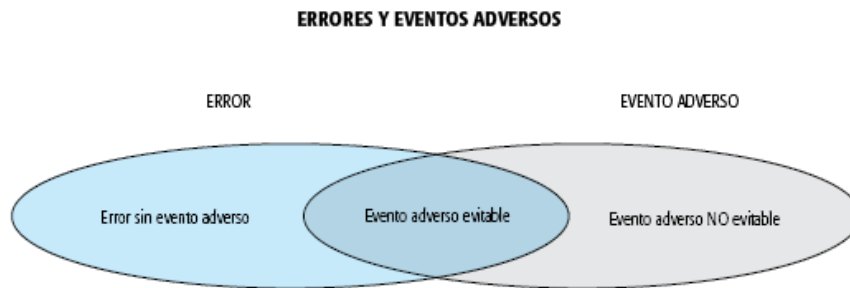 ERRORES Y EVENTOS ADVERSOS
ERROR
EVENTO ADVERSO
Error sin evento adverso
Evento adverso evitable
Evento adverso NO evitable